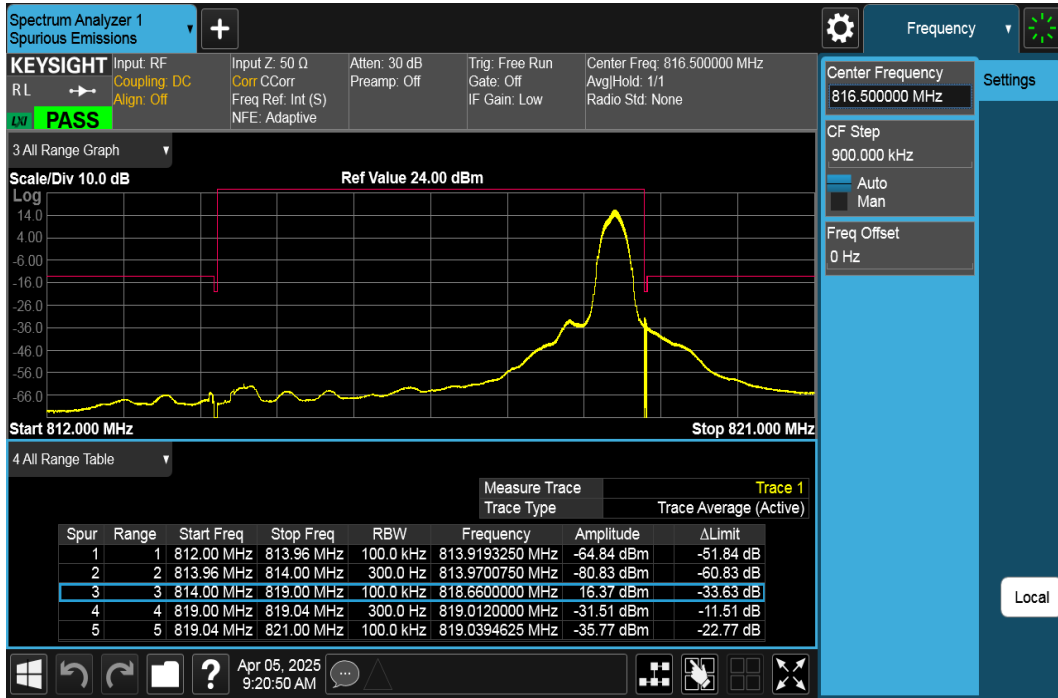 Spectrum Analyzer 1
Spurious Emissions
Frequency
KEYSIGHT
Input: RF
Input Z: 50 Ω
Atten: 30 dB
Trig: Free Run
Center Freq: 816.500000 MHz
R L
Coupling: DC
Corr CCorr
Preamp: Off
Gate: Off
Avg|Hold: 1/1
Align: Off
Freq Ref: Int (S)
IF Gain: Low
Radio Std: None
LXI
PASS
NFE: Adaptive
3 All Range Graph
Scale/Div 10.0 dB
Ref Value 24.00 dBm
Log
14.0
4.00
-6.00
-16.0
-26.0
-36.0
-46.0
-56.0
-66.0
Start 812.000 MHz
Stop 821.000 MHz
4 All Range Table
Measure Trace Trace 1
Trace Type Trace Average (Active)
Spur Range Start Freq Stop Freq RBW Frequency Amplitude ΔLimit
1 1 812.00 MHz 813.96 MHz 100.0 kHz 813.9193250 MHz -64.84 dBm -51.84 dB
2 2 813.96 MHz 814.00 MHz 300.0 Hz 813.9700750 MHz -80.83 dBm -60.83 dB
3 3 814.00 MHz 819.00 MHz 100.0 kHz 818.6600000 MHz 16.37 dBm -33.63 dB
4 4 819.00 MHz 819.04 MHz 300.0 Hz 819.0120000 MHz -31.51 dBm -11.51 dB
5 5 819.04 MHz 821.00 MHz 100.0 kHz 819.0394625 MHz -35.77 dBm -22.77 dB
Center Frequency
816.500000 MHz
Settings
CF Step
900.000 kHz
Auto
Man
Freq Offset
0 Hz
Local
Apr 05, 2025
9:20:50 AM